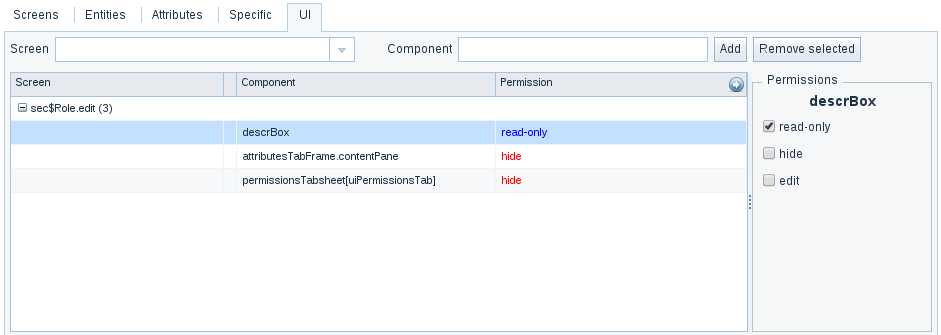 Screens Entities Attributes Specific UI
Screen Component Add Remove selected
Screen Component Permission
sec$Role.edit (3)
descrBox read-only
attributesTabFrame.contentPane hide
permissionsTabsheet[uiPermissionsTab] hide
Permissions
descrBox
read-only
hide
edit